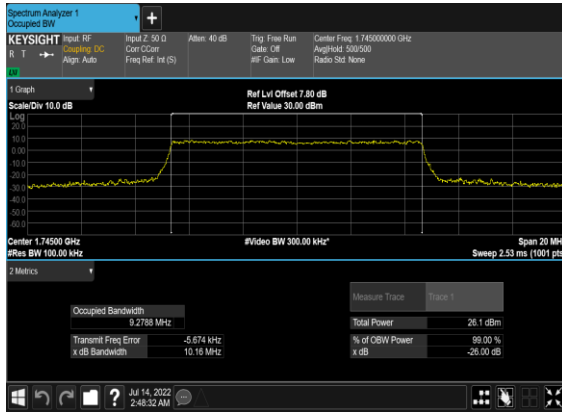 Spectrum Analyzer 1
Occupied BW
+
KEYSIGHT
R T
LXI
Input: RF
Coupling: DC
Align: Auto
Input Z: 50 Ω
Corr CCorr
Freq Ref: Int (S)
Atten: 40 dB
Trig: Free Run
Gate: Off
#IF Gain: Low
Center Freq: 1.745000000 GHz
Avg|Hold: 500/500
Radio Std: None
1 Graph
Scale/Div 10.0 dB
Ref Lvl Offset 7.80 dB
Ref Value 30.00 dBm
Log
20.0
10.0
0.00
-10.0
-20.0
-30.0
-40.0
-50.0
-60.0
Center 1.74500 GHz
#Res BW 100.00 kHz
#Video BW 300.00 kHz*
Span 20 MH
Sweep 2.53 ms (1001 pts
2 Metrics
Measure Trace
Trace 1
Occupied Bandwidth
9.2788 MHz
Total Power
26.1 dBm
Transmit Freq Error
-5.674 kHz
% of OBW Power
99.00 %
x dB Bandwidth
10.16 MHz
x dB
-26.00 dB
?
Jul 14, 2022
2:48:32 AM